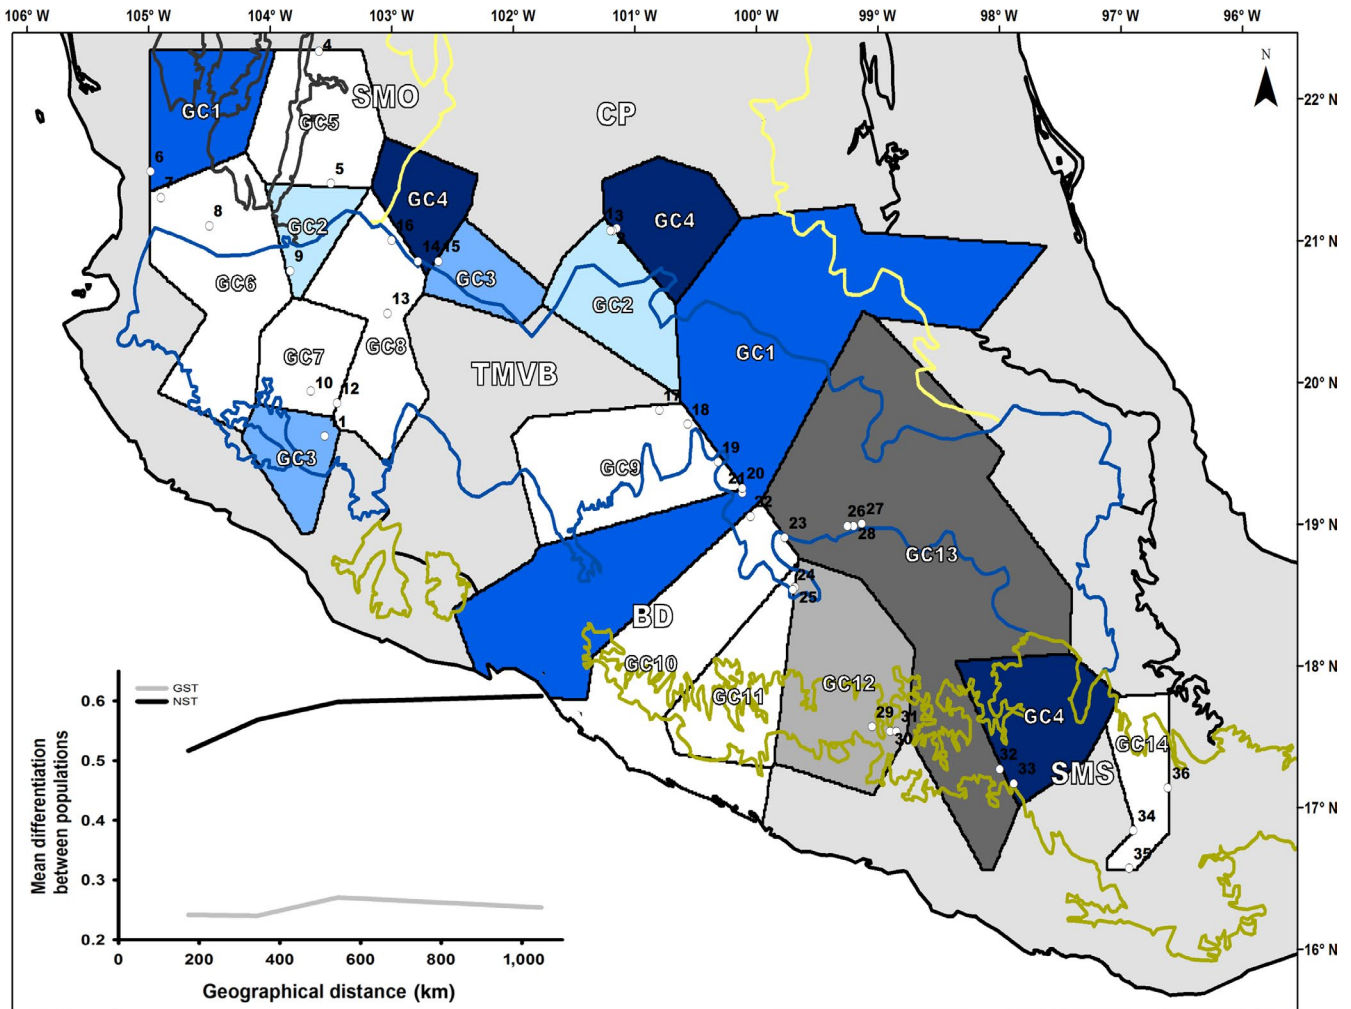 106° W 105° W 104° W 103° W 102° W 101° W 100° W 99° W 98° W 97° W 96° W
N
4
SMO
22° N
GC1
CP
GC5
6
5
7
GC4
8
GC2
16
13
GC4
2
21° N
9
14 15
GC3
GC6
GC2
13
GC8
GC7
GC1
TMVB
20° N
10
12
17
18
11
GC3
GC9
19
20
21
22
19° N
23
26 27
28
GC13
24
25
BD
GC10
18° N
GC12
GC11
29
31
30
GC4
GC14
32
33
SMS
36
17° N
34
35
16° N
GST
NST
0.6
0.5
0.4
0.3
0.2
Mean differentiation
between populations
0 200 400 600 800 1,000
Geographical distance (km)